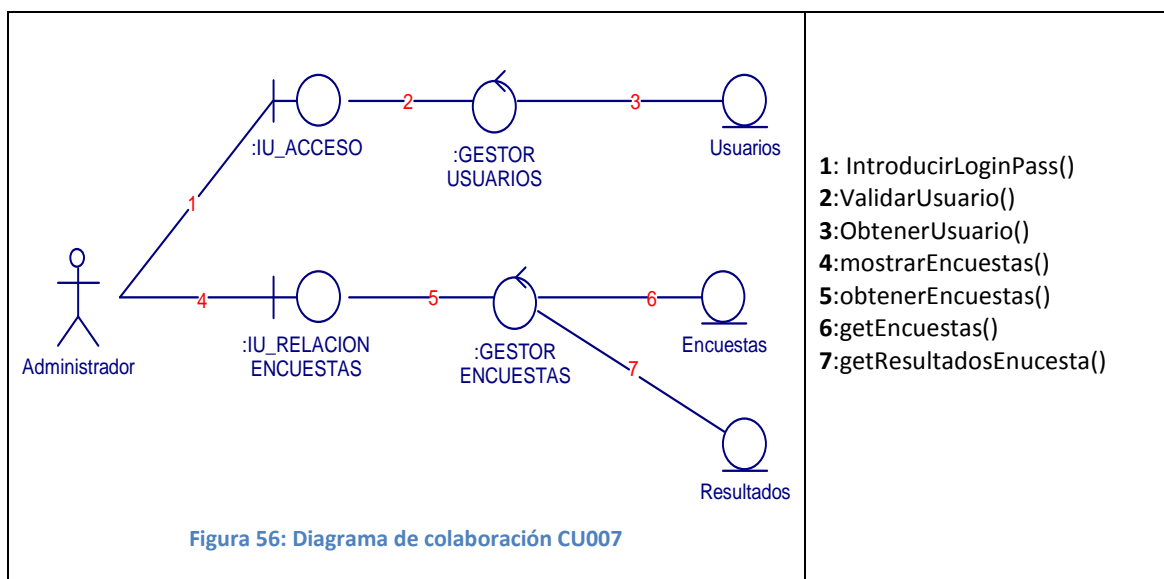 2
3
:IU_ACCESO
:GESTOR
USUARIOS
Usuarios
1
4
5
6
Administrador
:IU_RELACION
ENCUESTAS
:GESTOR
ENCUESTAS
Encuestas
7
Resultados
Figura 56: Diagrama de colaboración CU007
1: IntroducirLoginPass()
2:ValidarUsuario()
3:ObtenerUsuario()
4:mostrarEncuestas()
5:obtenerEncuestas()
6:getEncuestas()
7:getResultadosEnucesta()